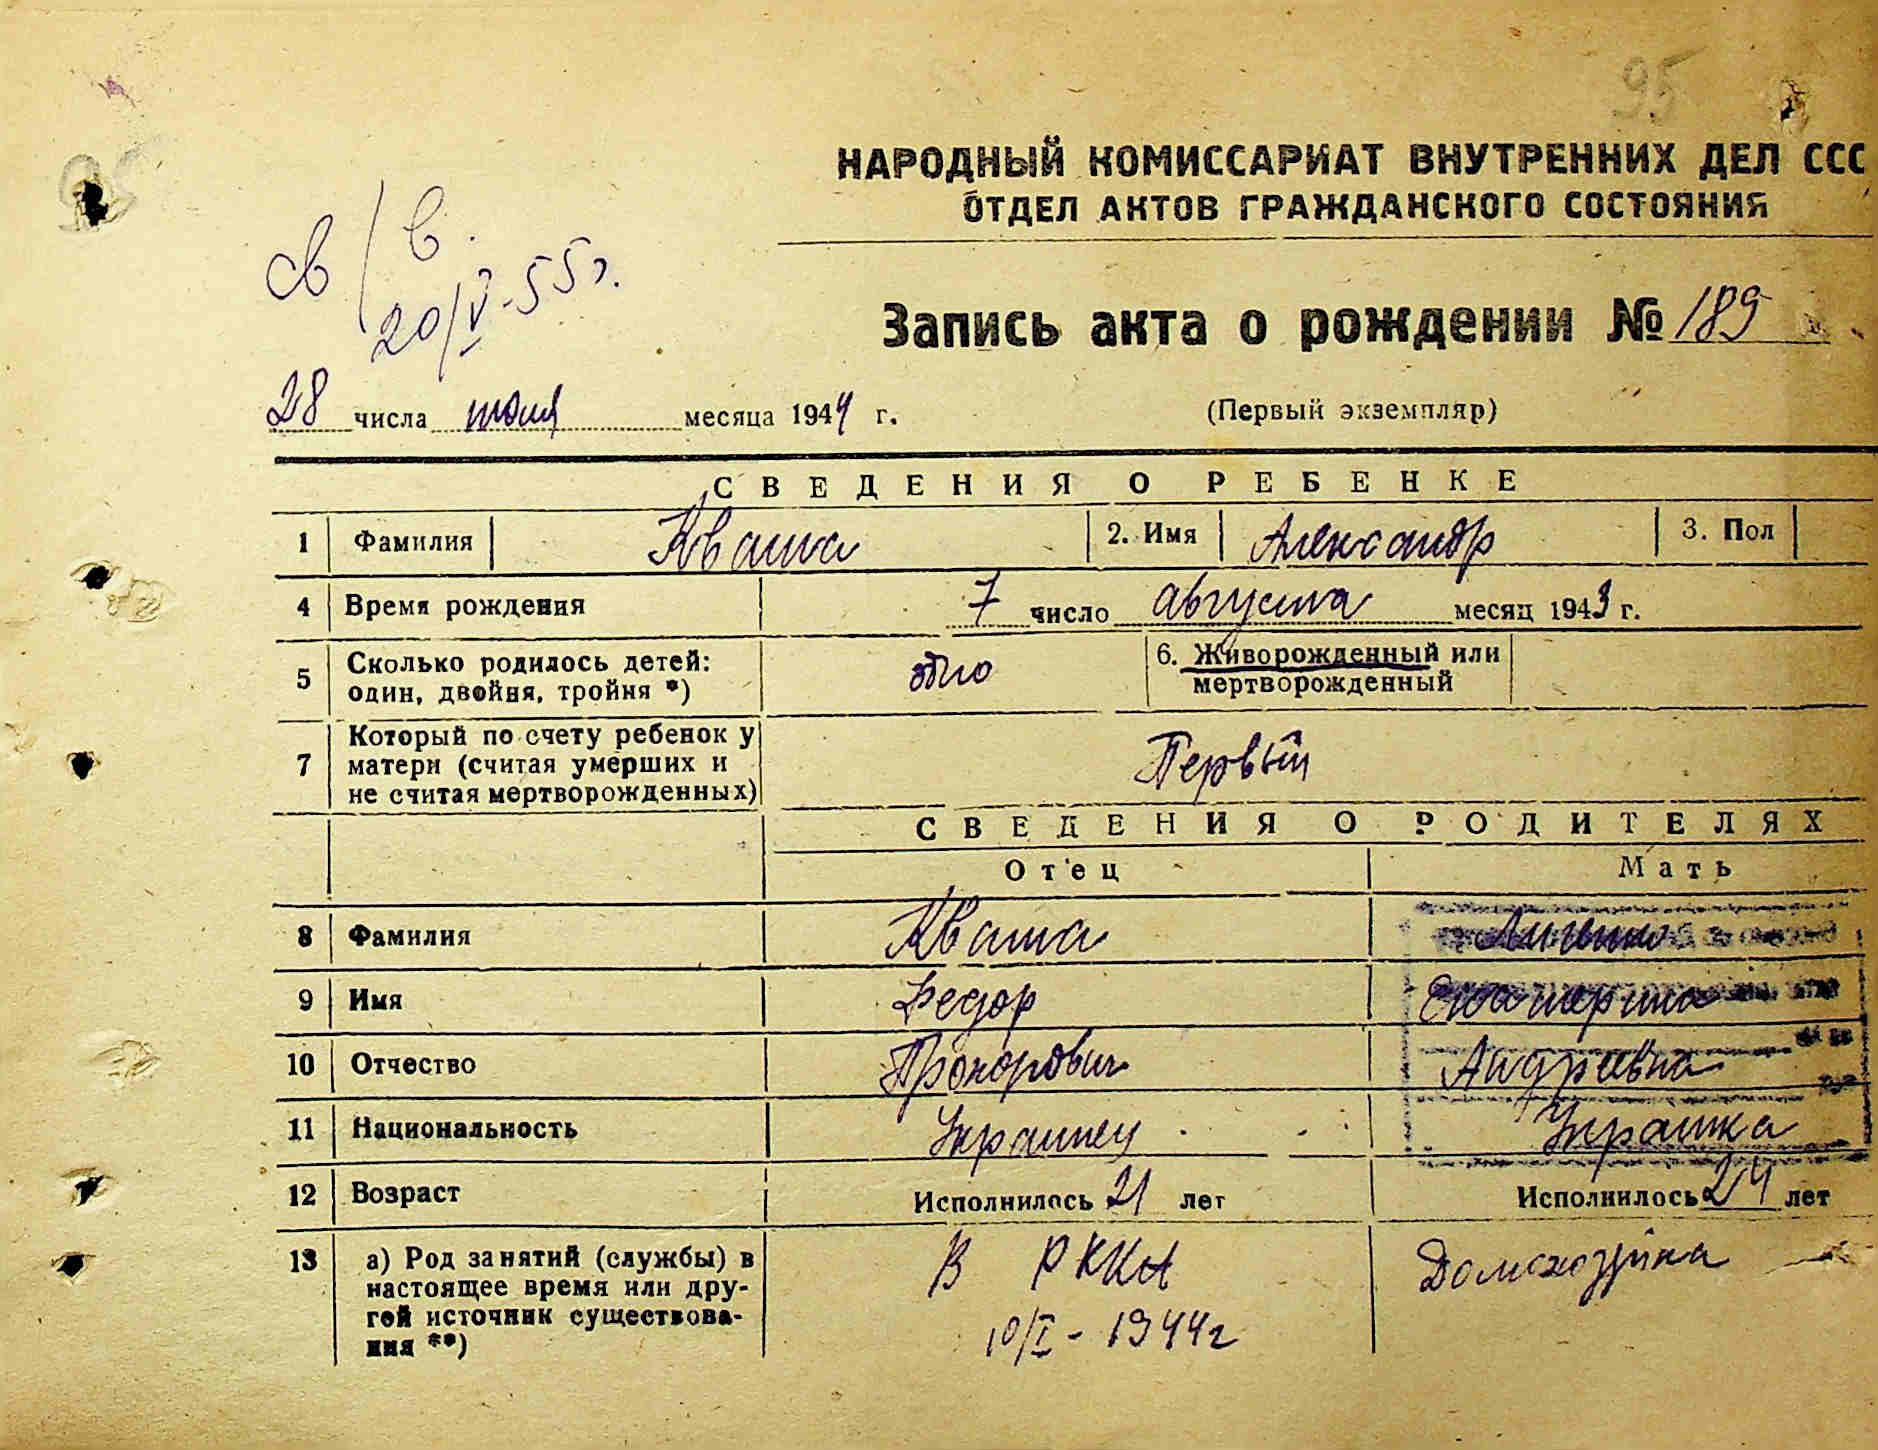 95
НАРОДНЫЙ КОМИССАРИАТ ВНУТРЕННИХ ДЕЛ ССС
ОТДЕЛ АКТОВ ГРАЖДАНСКОГО СОСТОЯНИЯ
св/в.
20/V-55г.
Запись акта о рождении № 189
28 числа июля месяца 1944 г. (Первый экземпляр)
СВЕДЕНИЯ О РЕБЕНКЕ
1 Фамилия Кваша 2. Имя Александр 3. Пол
4 Время рождения 7 число августа месяц 1943 г.
5 Сколько родилось детей: один, двойня, тройня *) одно 6. Живорожденный или мертворожденный
7 Который по счету ребенок у матери (считая умерших и не считая мертворожденных) Первый
СВЕДЕНИЯ О РОДИТЕЛЯХ
Отец Мать
8 Фамилия Кваша
9 Имя Федор Екатерина
10 Отчество Прохорович Андреевна
11 Национальность Украинец Украинка
12 Возраст Исполнилось 21 лет Исполнилось 24 лет
13 а) Род занятий (службы) в настоящее время или другой источник существования **) В РККА Домохозяйка
10/I - 1944г